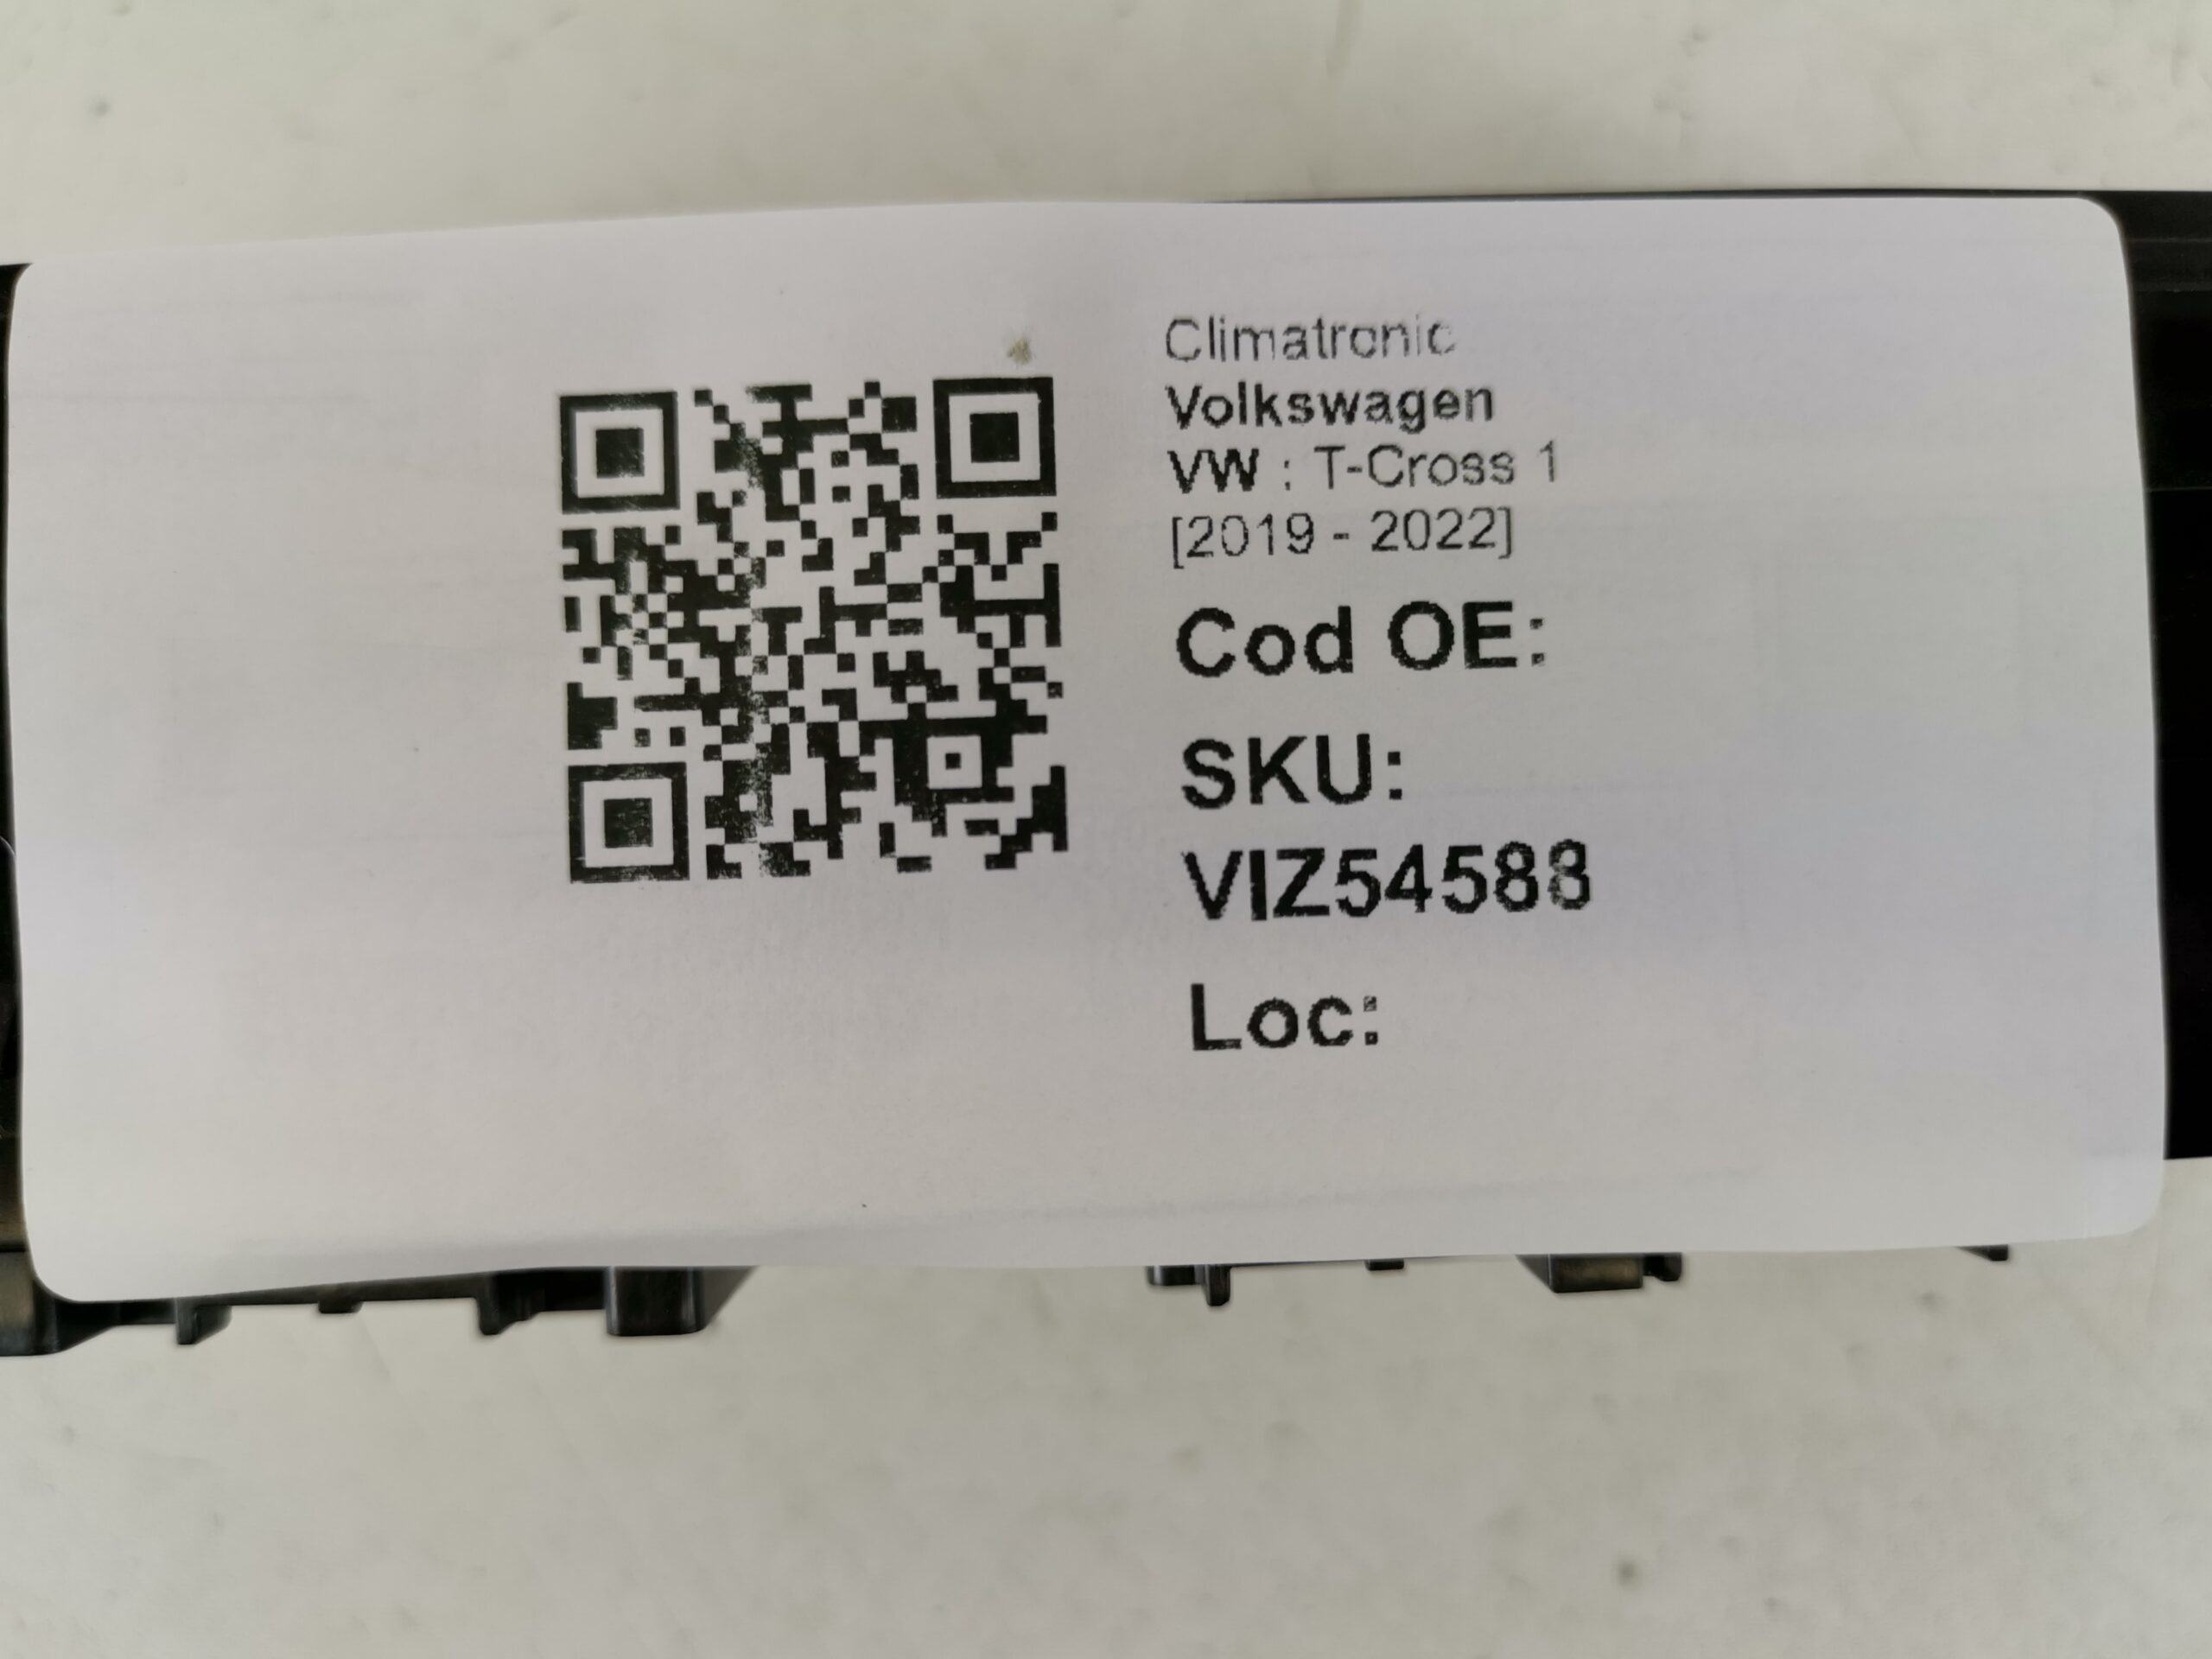 Climatronic
Volkswagen
VW : T-Cross 1
[2019 - 2022]
Cod OE:
SKU:
VIZ54588
Loc: